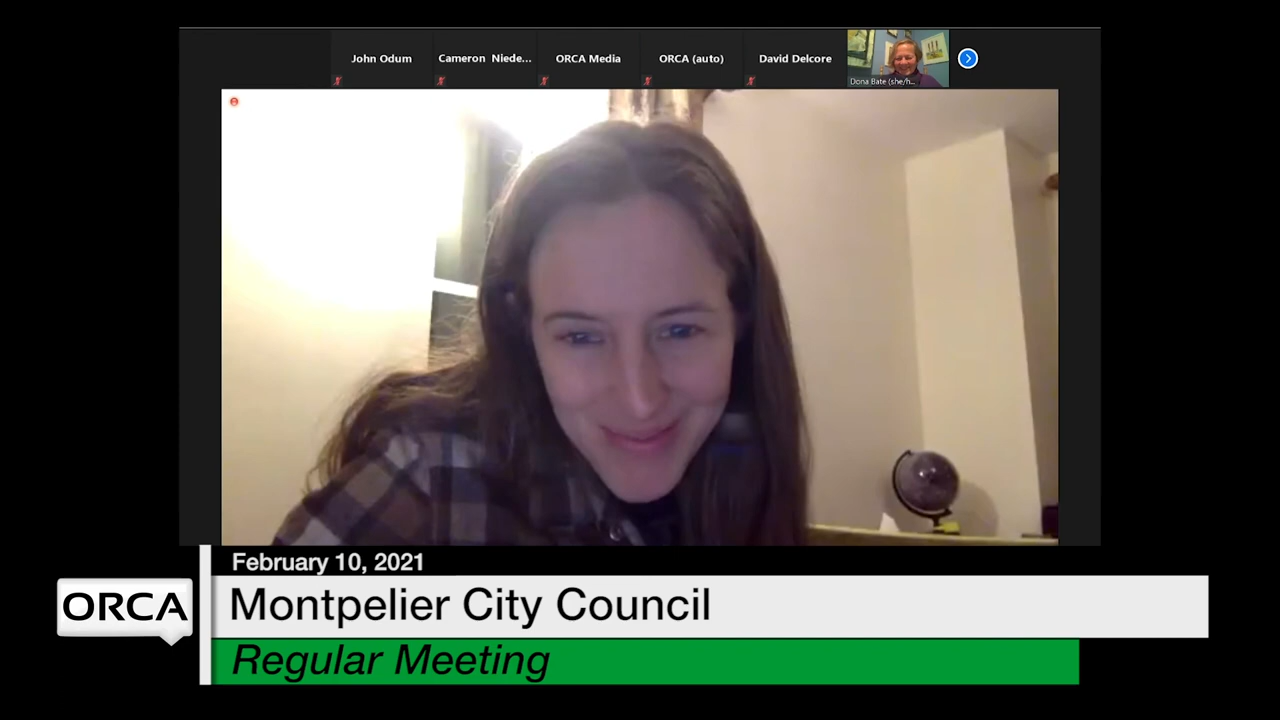 John Odum
Cameron Niede...
ORCA Media
ORCA (auto)
David Delcore
Dona Bate (she/h...
February 10, 2021
ORCA
Montpelier City Council
Regular Meeting